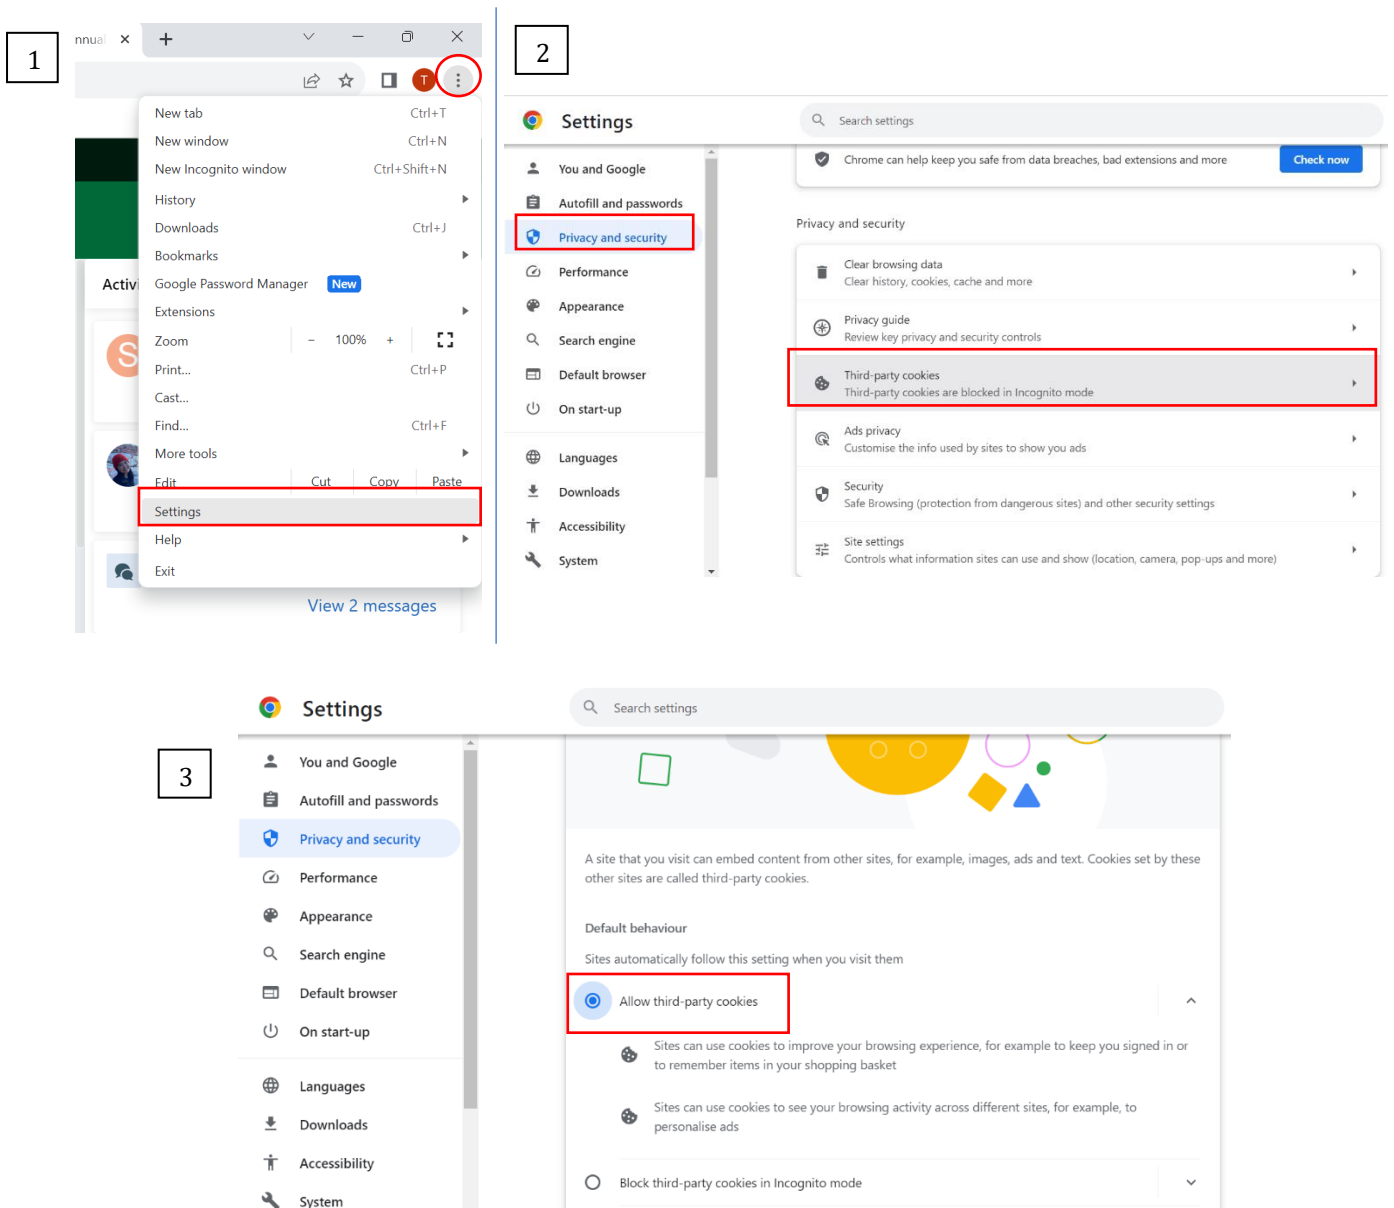 1
nnual
T
New tab Ctrl+T
New window Ctrl+N
New Incognito window Ctrl+Shift+N
History
Downloads Ctrl+J
Bookmarks
Activi
Google Password Manager New
Extensions
Zoom - 100% +
S
Print... Ctrl+P
Cast...
Find... Ctrl+F
More tools
Edit Cut Copy Paste
Settings
Help
Exit
View 2 messages
2
Settings
Search settings
You and Google
Autofill and passwords
Privacy and security
Performance
Appearance
Search engine
Default browser
On start-up
Languages
Downloads
Accessibility
System
Chrome can help keep you safe from data breaches, bad extensions and more
Check now
Privacy and security
Clear browsing data
Clear history, cookies, cache and more
Privacy guide
Review key privacy and security controls
Third-party cookies
Third-party cookies are blocked in Incognito mode
Ads privacy
Customise the info used by sites to show you ads
Security
Safe Browsing (protection from dangerous sites) and other security settings
Site settings
Controls what information sites can use and show (location, camera, pop-ups and more)
3
Settings
Search settings
You and Google
Autofill and passwords
Privacy and security
Performance
Appearance
Search engine
Default browser
On start-up
Languages
Downloads
Accessibility
System
A site that you visit can embed content from other sites, for example, images, ads and text. Cookies set by these
other sites are called third-party cookies.
Default behaviour
Sites automatically follow this setting when you visit them
Allow third-party cookies
Sites can use cookies to improve your browsing experience, for example to keep you signed in or
to remember items in your shopping basket
Sites can use cookies to see your browsing activity across different sites, for example, to
personalise ads
Block third-party cookies in Incognito mode